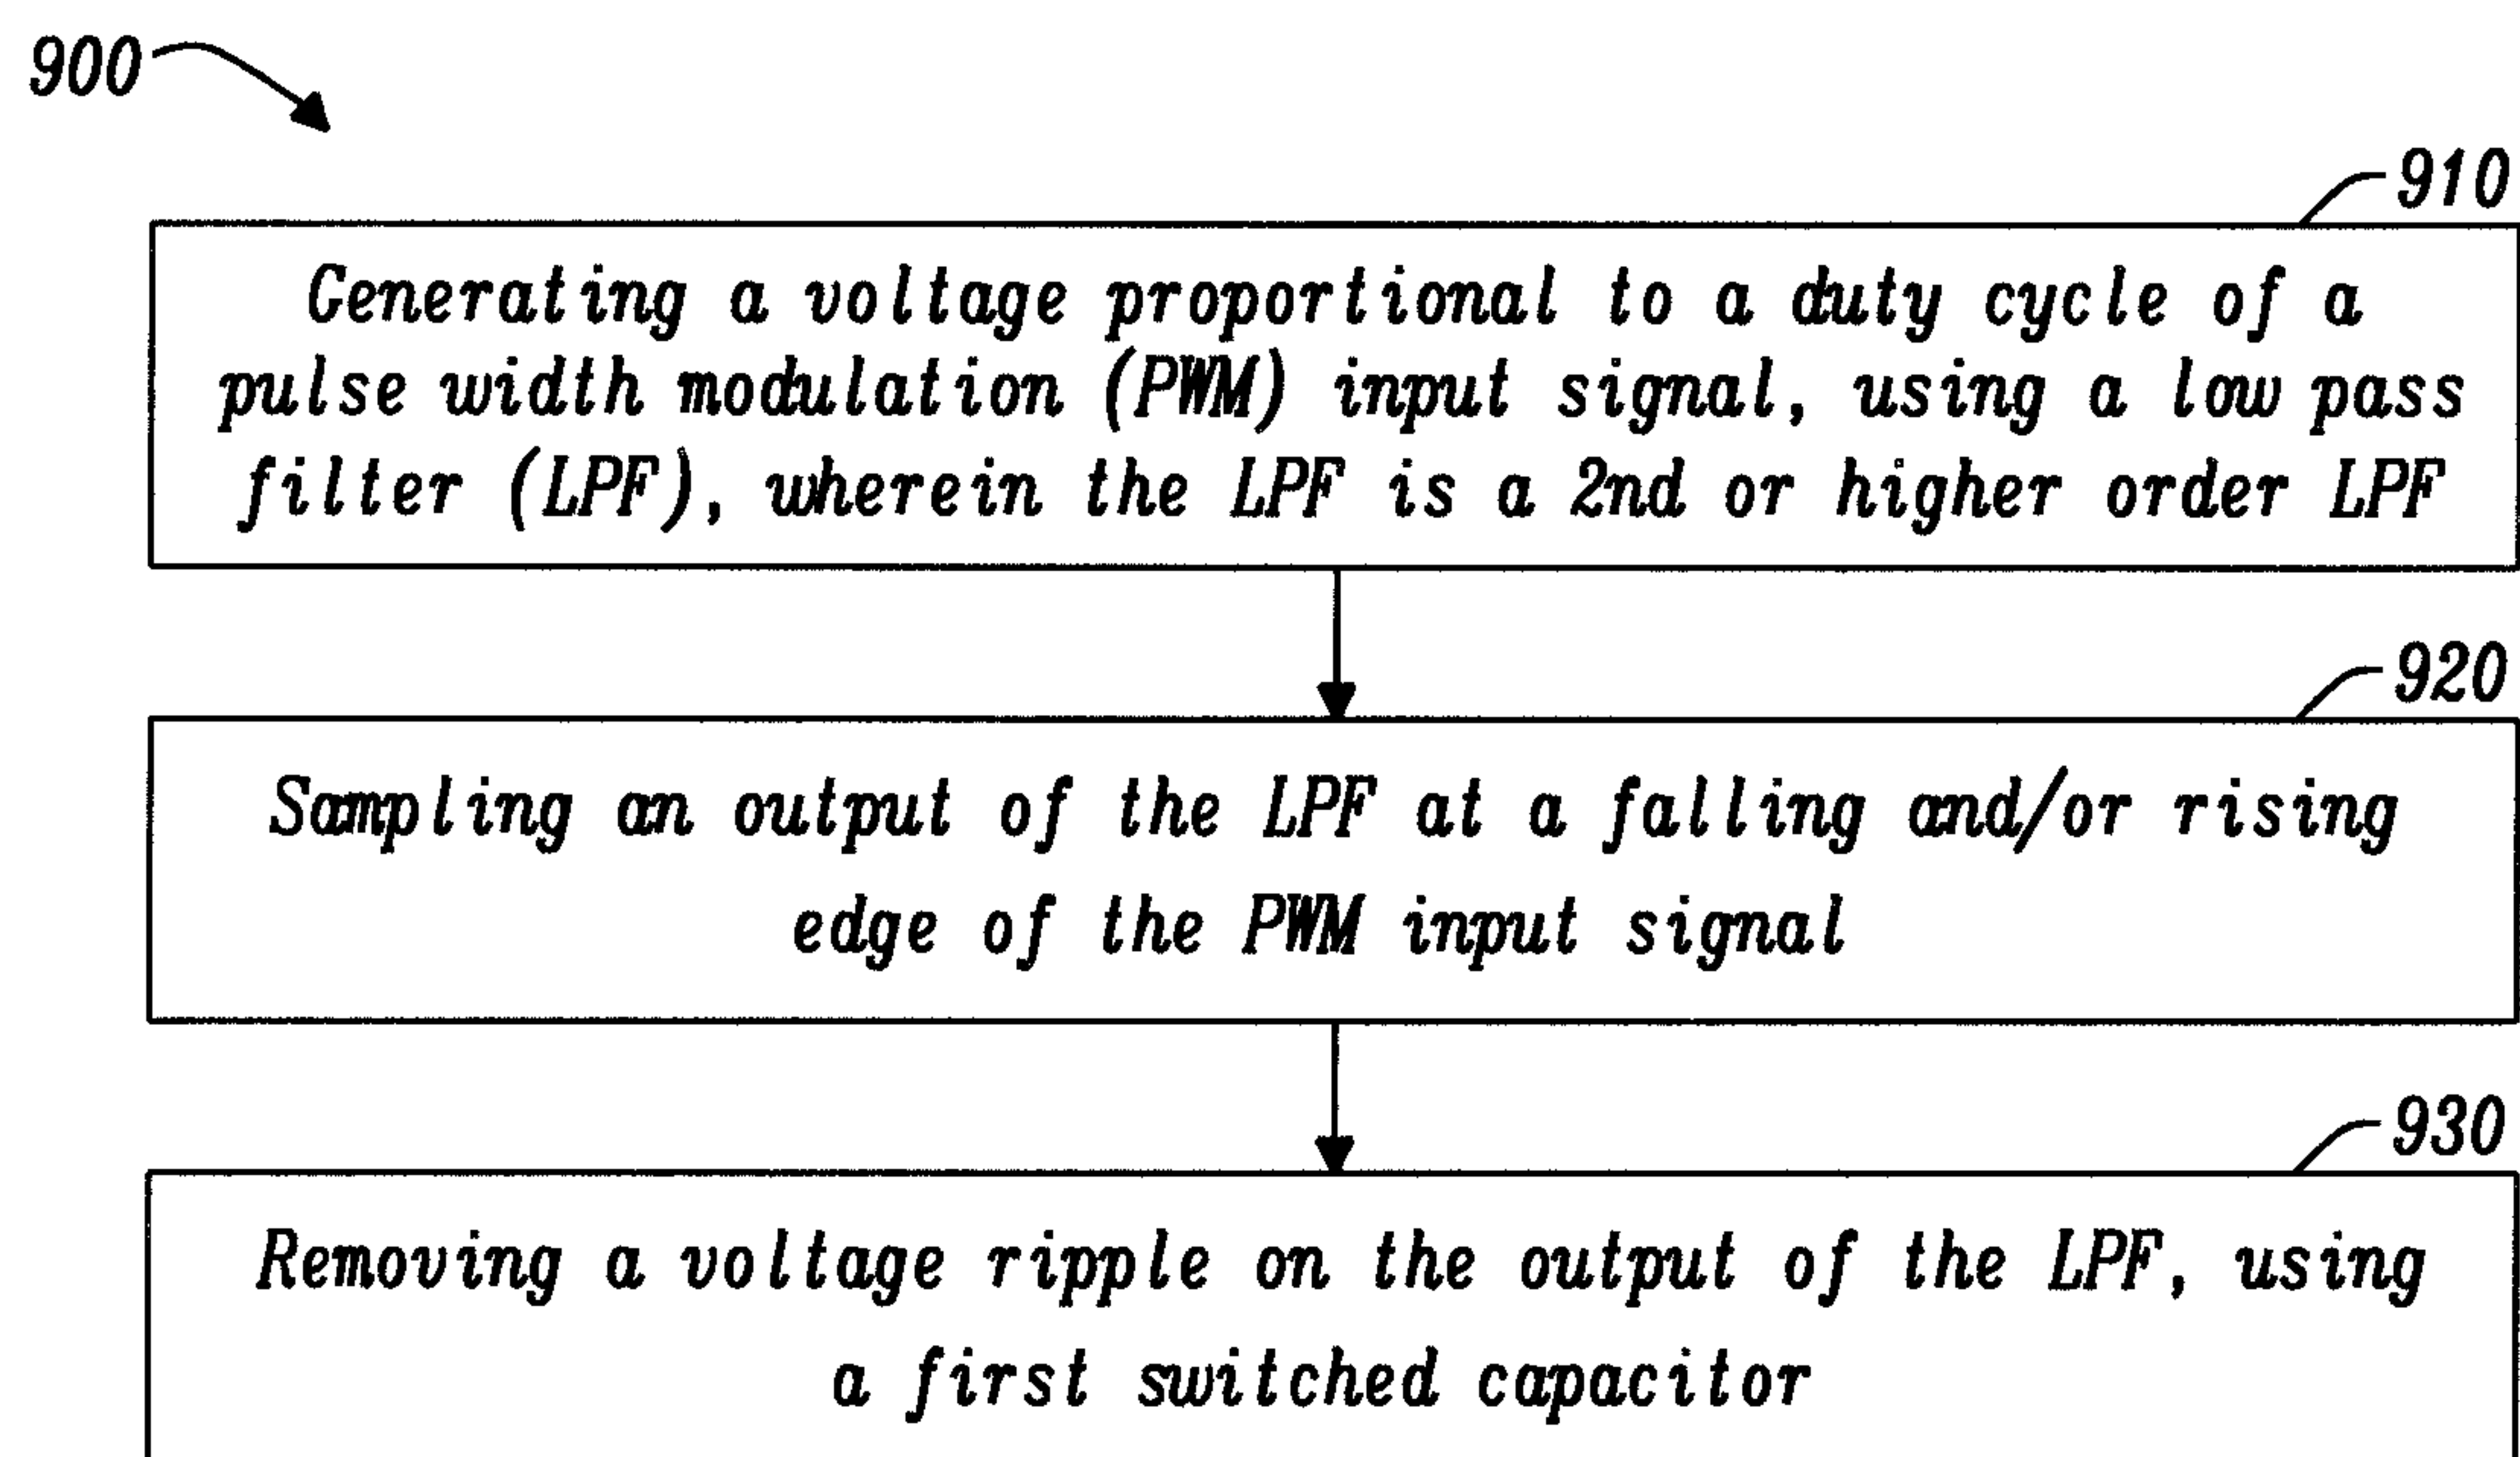 900
910
Generating a voltage proportional to a duty cycle of a
pulse width modulation (PWM) input signal, using a low pass
filter (LPF), wherein the LPF is a 2nd or higher order LPF
920
Sampling an output of the LPF at a falling and/or rising
edge of the PWM input signal
930
Removing a voltage ripple on the output of the LPF, using
a first switched capacitor